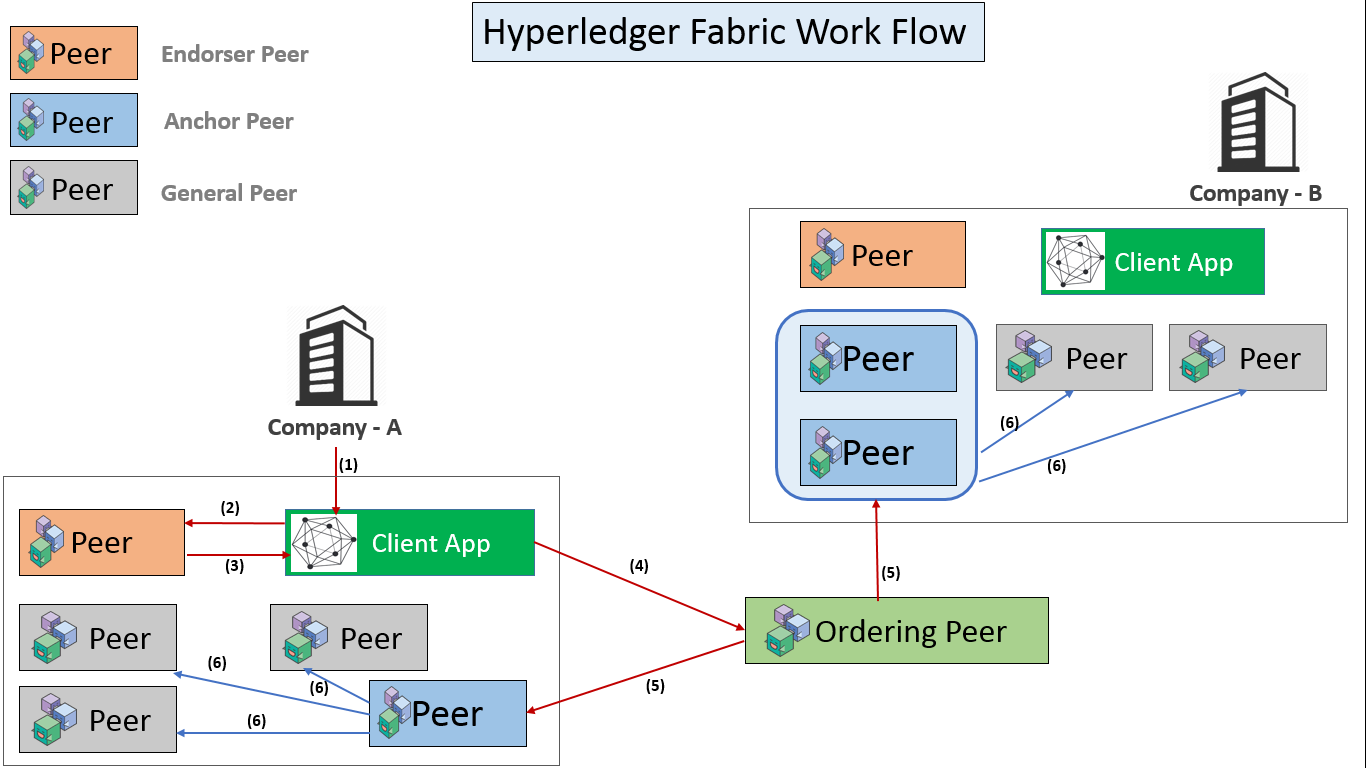 Hyperledger Fabric Work Flow
Peer
Endorser Peer
Peer
Anchor Peer
Peer
General Peer
Company - B
Peer
Client App
Peer
Peer
Peer
Peer
(6)
(6)
Company - A
(1)
Peer
(2)
(3)
Client App
(4)
(5)
Ordering Peer
(5)
Peer
Peer
(6)
(6)
Peer
(6)
Peer